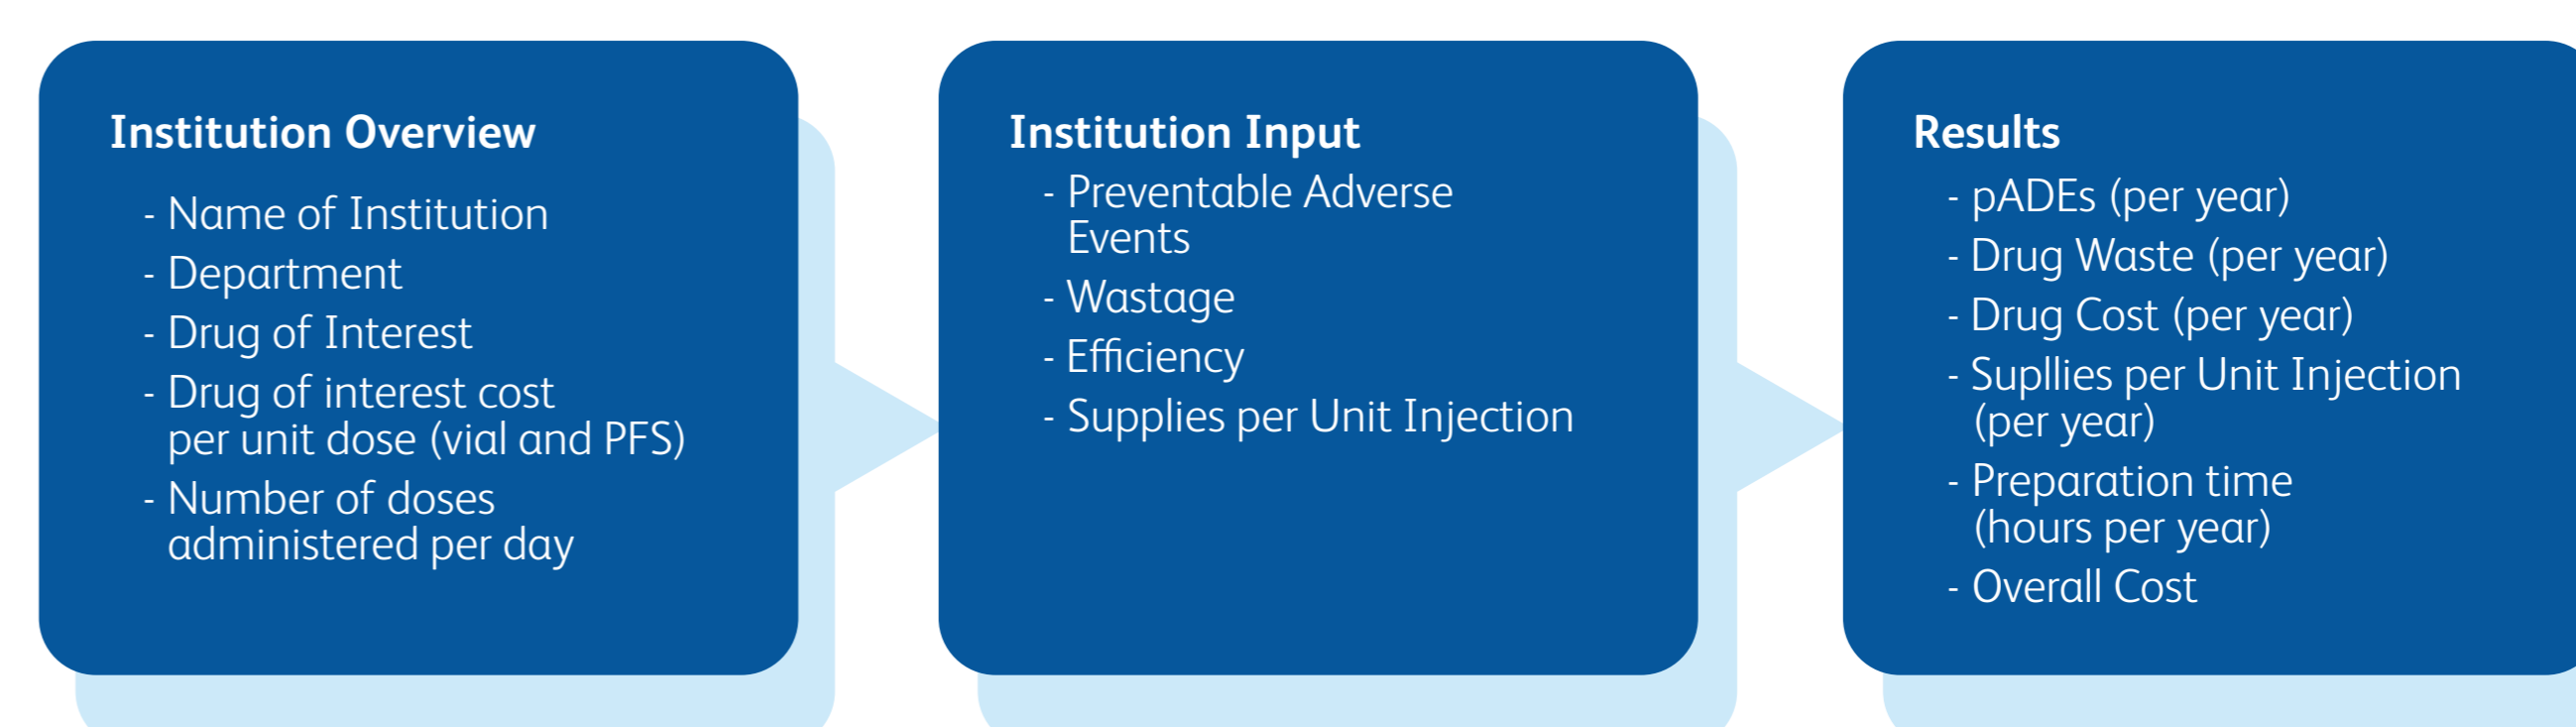 Institution Overview
- Name of Institution
- Department
- Drug of Interest
- Drug of interest cost
per unit dose (vial and PFS)
- Number of doses
administered per day
Institution Input
- Preventable Adverse
Events
- Wastage
- Efficiency
- Supplies per Unit Injection
Results
- pADEs (per year)
- Drug Waste (per year)
- Drug Cost (per year)
- Supllies per Unit Injection
(per year)
- Preparation time
(hours per year)
- Overall Cost